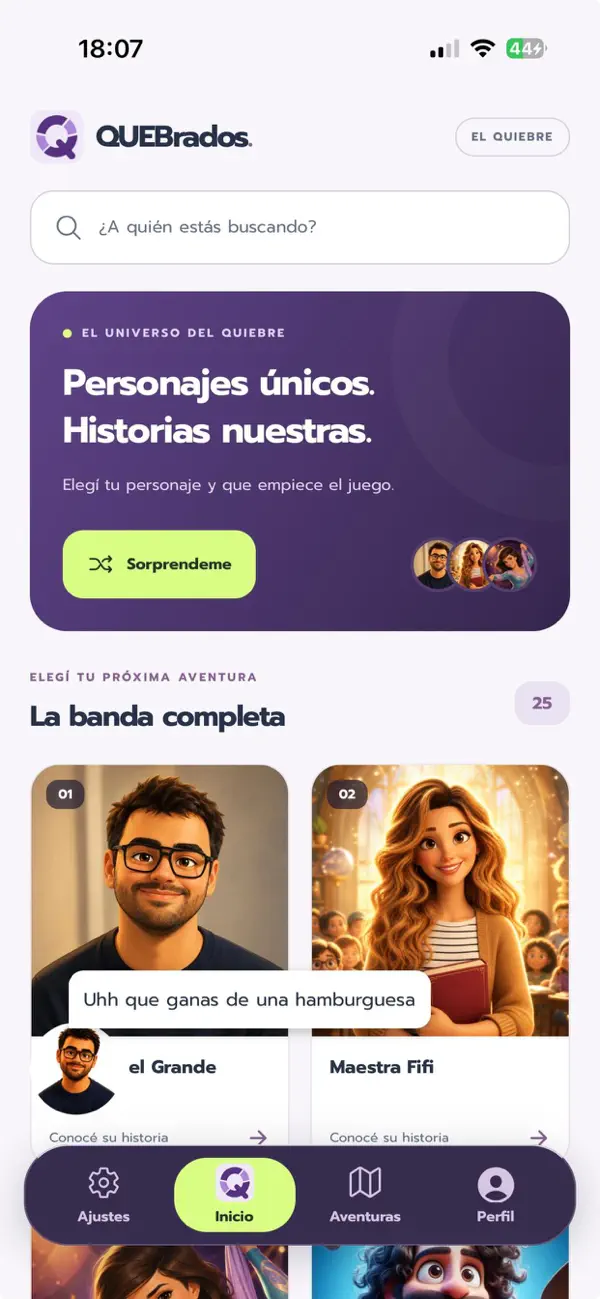 18:07
44
QUEBrados.
EL QUIEBRE
¿A quién estás buscando?
EL UNIVERSO DEL QUIEBRE
Personajes únicos.
Historias nuestras.
Elegí tu personaje y que empiece el juego.
Sorprendeme
ELEGÍ TU PRÓXIMA AVENTURA
La banda completa
25
01
02
Uhh que ganas de una hamburguesa
el Grande
Maestra Fifi
Conocé su historia
Conocé su historia
Ajustes
Inicio
Aventuras
Perfil